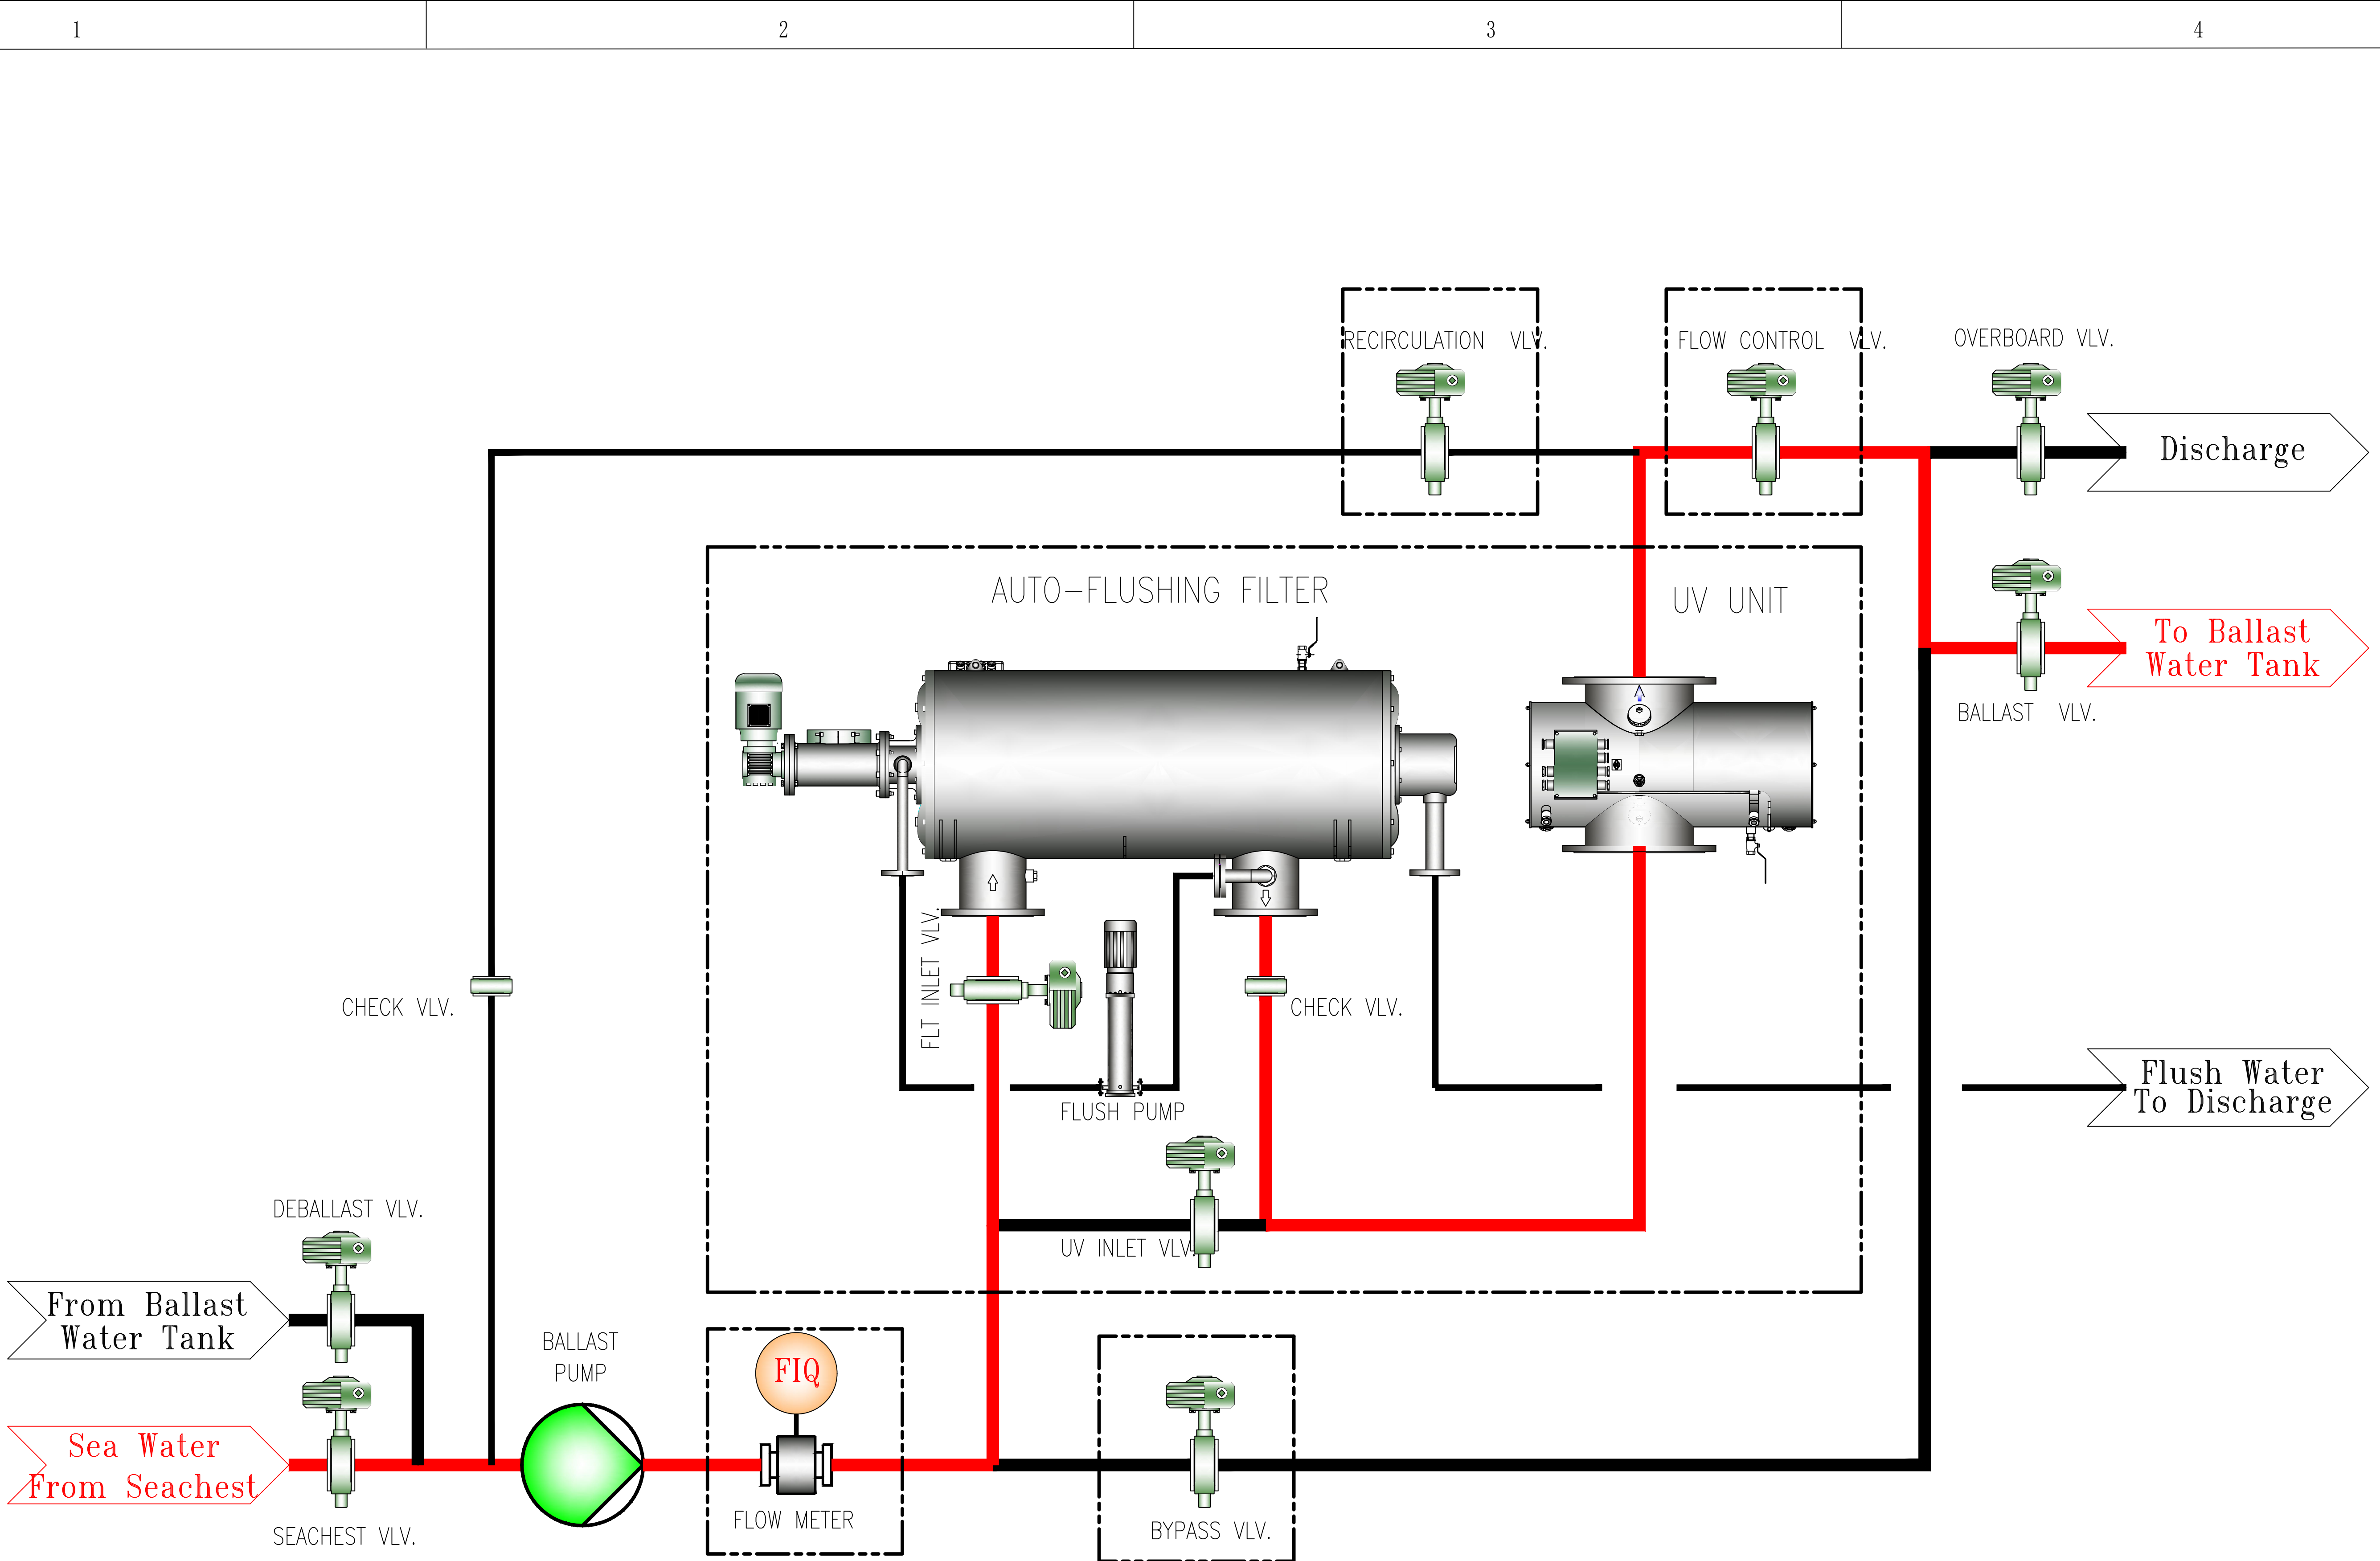 1
2
3
4
RECIRCULATION VLV.
FLOW CONTROL VLV.
OVERBOARD VLV.
Discharge
AUTO-FLUSHING FILTER
UV UNIT
To Ballast
Water Tank
BALLAST VLV.
FLT INLET VLV.
CHECK VLV.
CHECK VLV.
FLUSH PUMP
Flush Water
To Discharge
DEBALLAST VLV.
UV INLET VLV.
From Ballast
Water Tank
BALLAST
PUMP
FIQ
Sea Water
From Seachest
FLOW METER
BYPASS VLV.
SEACHEST VLV.